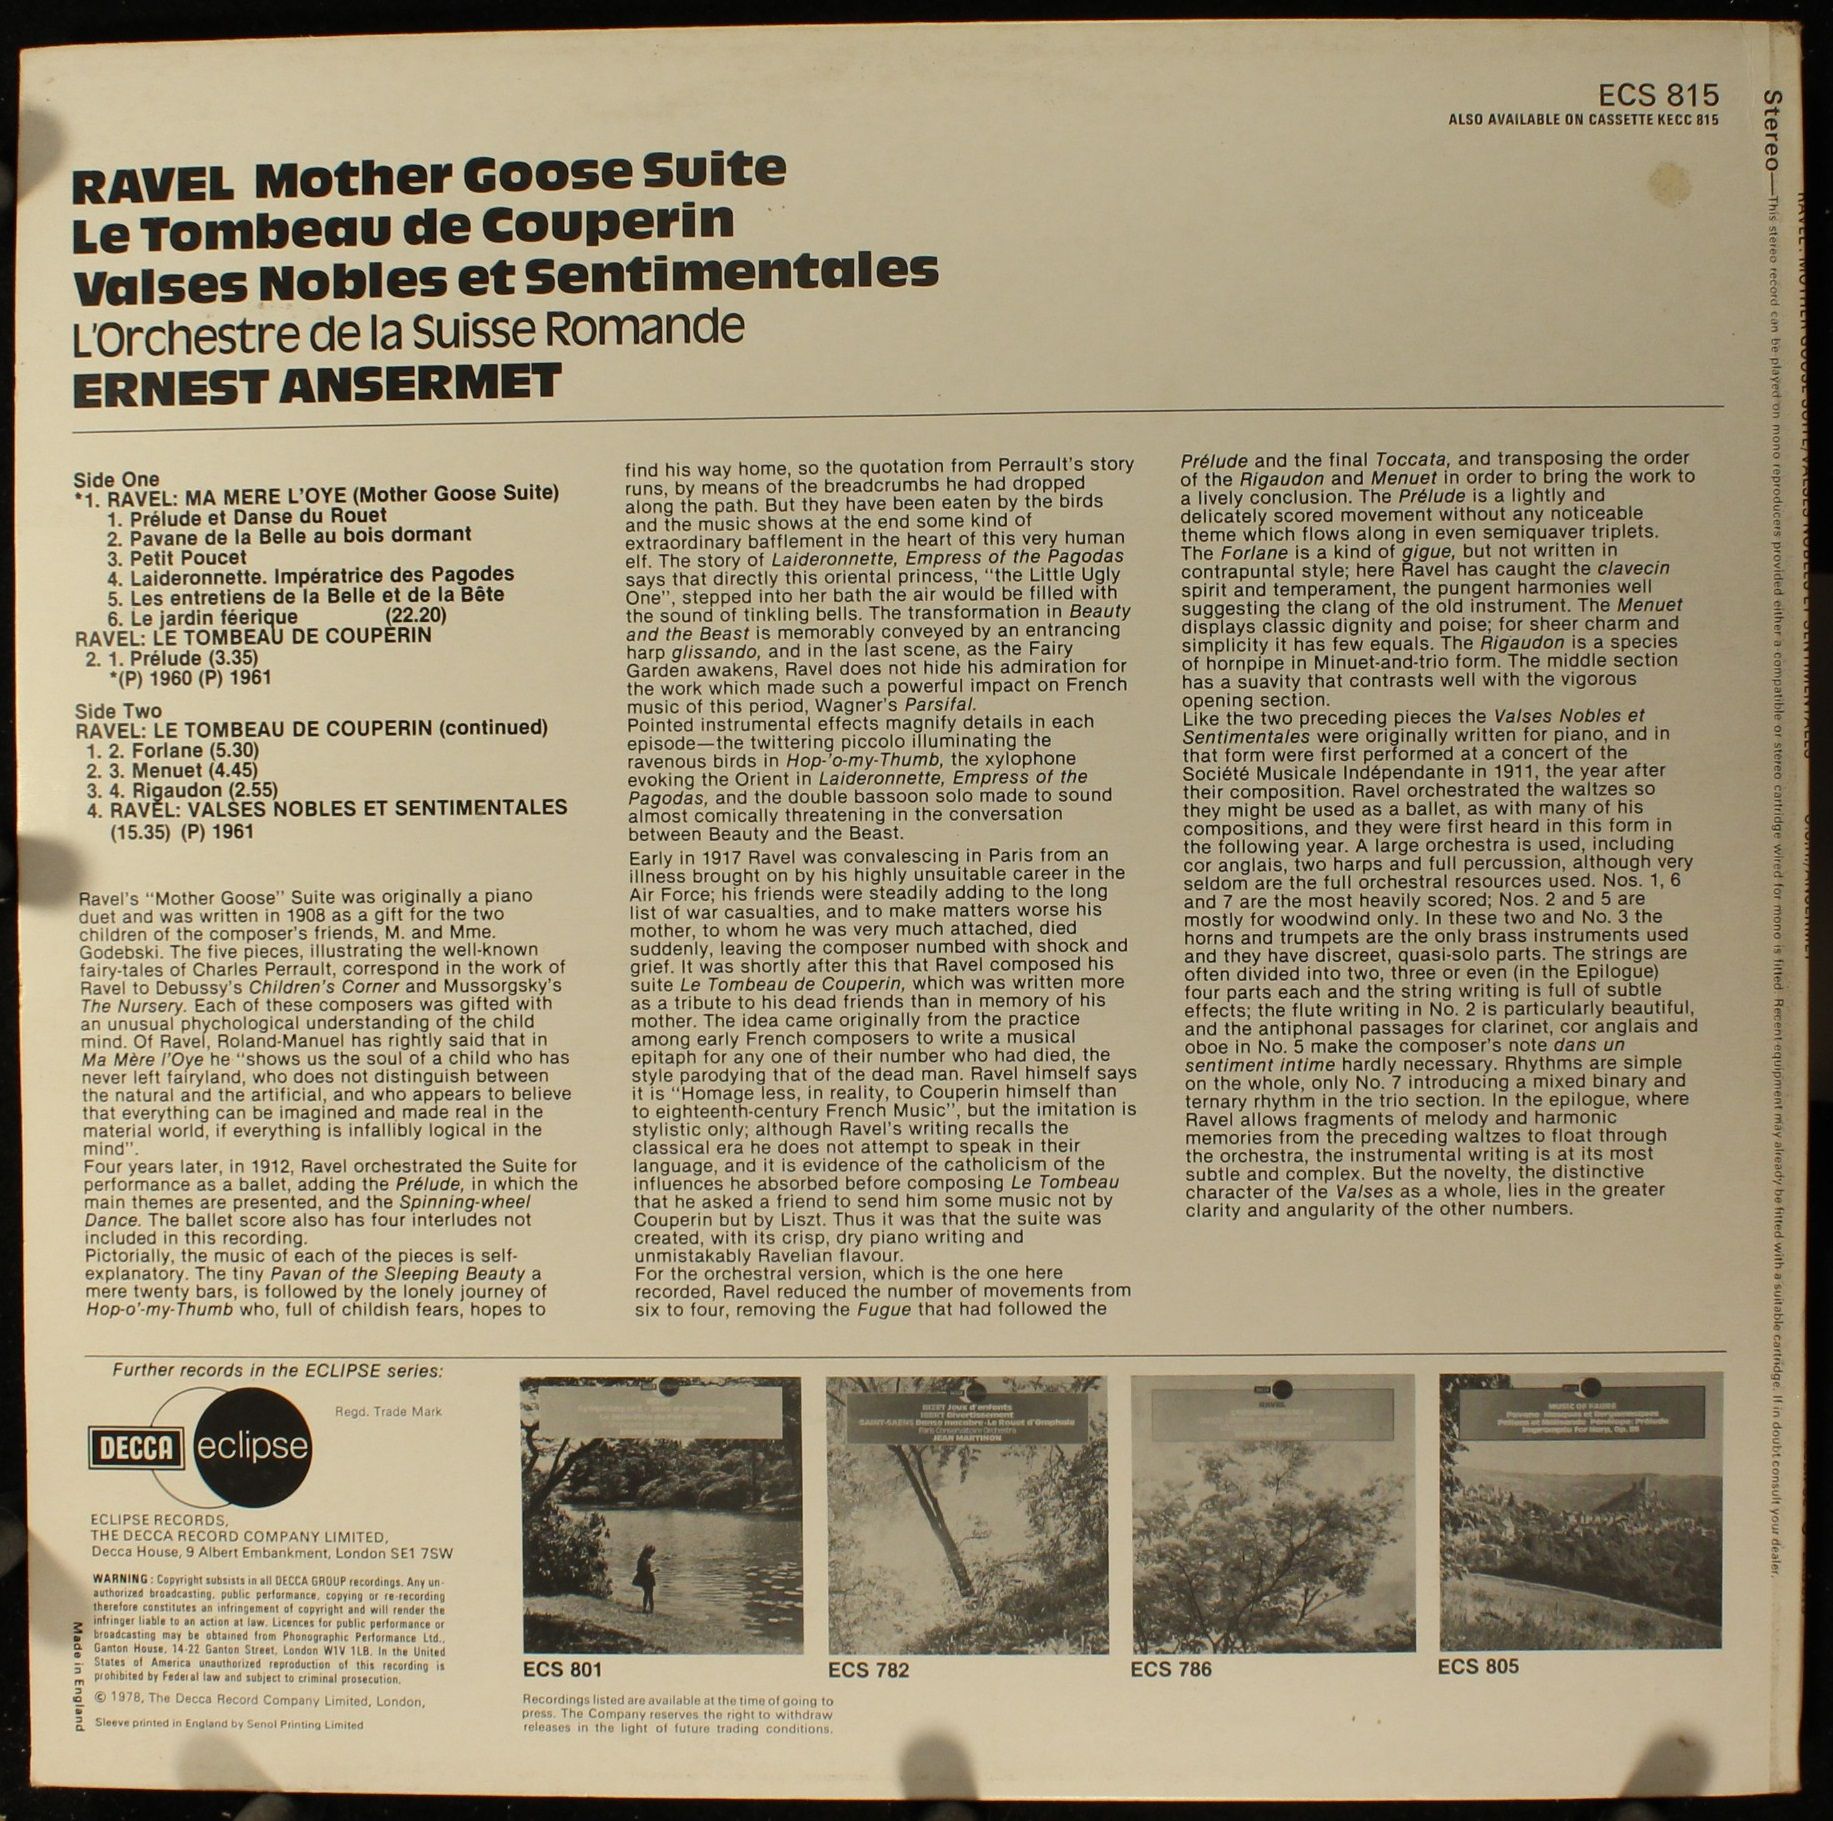 ECS 815
ALSO AVAILABLE ON CASSETTE KECC 815
RAVEL Mother Goose Suite
Le Tombeau de Couperin
Valses Nobles et Sentimentales
L'Orchestre de la Suisse Romande
ERNEST ANSERMET
Side One
*1. RAVEL: MA MERE L'OYE (Mother Goose Suite)
1. Prélude et Danse du Rouet
2. Pavane de la Belle au bois dormant
3. Petit Poucet
4. Laideronnette. Impératrice des Pagodes
5. Les entretiens de la Belle et de la Bête
6. Le jardin féerique (22.20)
RAVEL: LE TOMBEAU DE COUPERIN
2. 1. Prélude (3.35)
*(P) 1960 (P) 1961
Side Two
RAVEL: LE TOMBEAU DE COUPERIN (continued)
1. 2. Forlane (5.30)
2. 3. Menuet (4.45)
3. 4. Rigaudon (2.55)
4. RAVEL: VALSES NOBLES ET SENTIMENTALES
(15.35) (P) 1961
Ravel's "Mother Goose" Suite was originally a piano
duet and was written in 1908 as a gift for the two
children of the composer's friends, M. and Mme.
Godebski. The five pieces, illustrating the well-known
fairy-tales of Charles Perrault, correspond in the work of
Ravel to Debussy's Children's Corner and Mussorgsky's
The Nursery. Each of these composers was gifted with
an unusual phychological understanding of the child
mind. Of Ravel, Roland-Manuel has rightly said that in
Ma Mère l'Oye he "shows us the soul of a child who has
never left fairyland, who does not distinguish between
the natural and the artificial, and who appears to believe
that everything can be imagined and made real in the
material world, if everything is infallibly logical in the
mind".
Four years later, in 1912, Ravel orchestrated the Suite for
performance as a ballet, adding the Prélude, in which the
main themes are presented, and the Spinning-wheel
Dance. The ballet score also has four interludes not
included in this recording.
Pictorially, the music of each of the pieces is self-
explanatory. The tiny Pavan of the Sleeping Beauty a
mere twenty bars, is followed by the lonely journey of
Hop-o'-my-Thumb who, full of childish fears, hopes to
find his way home, so the quotation from Perrault's story
runs, by means of the breadcrumbs he had dropped
along the path. But they have been eaten by the birds
and the music shows at the end some kind of
extraordinary bafflement in the heart of this very human
elf. The story of Laideronnette, Empress of the Pagodas
says that directly this oriental princess, "the Little Ugly
One", stepped into her bath the air would be filled with
the sound of tinkling bells. The transformation in Beauty
and the Beast is memorably conveyed by an entrancing
harp glissando, and in the last scene, as the Fairy
Garden awakens, Ravel does not hide his admiration for
the work which made such a powerful impact on French
music of this period, Wagner's Parsifal.
Pointed instrumental effects magnify details in each
episode—the twittering piccolo illuminating the
ravenous birds in Hop-'o-my-Thumb, the xylophone
evoking the Orient in Laideronnette, Empress of the
Pagodas, and the double bassoon solo made to sound
almost comically threatening in the conversation
between Beauty and the Beast.
Early in 1917 Ravel was convalescing in Paris from an
illness brought on by his highly unsuitable career in the
Air Force; his friends were steadily adding to the long
list of war casualties, and to make matters worse his
mother, to whom he was very much attached, died
suddenly, leaving the composer numbed with shock and
grief. It was shortly after this that Ravel composed his
suite Le Tombeau de Couperin, which was written more
as a tribute to his dead friends than in memory of his
mother. The idea came originally from the practice
among early French composers to write a musical
epitaph for any one of their number who had died, the
style parodying that of the dead man. Ravel himself says
it is "Homage less, in reality, to Couperin himself than
to eighteenth-century French Music", but the imitation is
stylistic only; although Ravel's writing recalls the
classical era he does not attempt to speak in their
language, and it is evidence of the catholicism of the
influences he absorbed before composing Le Tombeau
that he asked a friend to send him some music not by
Couperin but by Liszt. Thus it was that the suite was
created, with its crisp, dry piano writing and
unmistakably Ravelian flavour.
For the orchestral version, which is the one here
recorded, Ravel reduced the number of movements from
six to four, removing the Fugue that had followed the
Prélude and the final Toccata, and transposing the order
of the Rigaudon and Menuet in order to bring the work to
a lively conclusion. The Prélude is a lightly and
delicately scored movement without any noticeable
theme which flows along in even semiquaver triplets.
The Forlane is a kind of gigue, but not written in
contrapuntal style; here Ravel has caught the clavecin
spirit and temperament, the pungent harmonies well
suggesting the clang of the old instrument. The Menuet
displays classic dignity and poise; for sheer charm and
simplicity it has few equals. The Rigaudon is a species
of hornpipe in Minuet-and-trio form. The middle section
has a suavity that contrasts well with the vigorous
opening section.
Like the two preceding pieces the Valses Nobles et
Sentimentales were originally written for piano, and in
that form were first performed at a concert of the
Société Musicale Indépendante in 1911, the year after
their composition. Ravel orchestrated the waltzes so
they might be used as a ballet, as with many of his
compositions, and they were first heard in this form in
the following year. A large orchestra is used, including
cor anglais, two harps and full percussion, although very
seldom are the full orchestral resources used. Nos. 1, 6
and 7 are the most heavily scored; Nos. 2 and 5 are
mostly for woodwind only. In these two and No. 3 the
horns and trumpets are the only brass instruments used
and they have discreet, quasi-solo parts. The strings are
often divided into two, three or even (in the Epilogue)
four parts each and the string writing is full of subtle
effects; the flute writing in No. 2 is particularly beautiful,
and the antiphonal passages for clarinet, cor anglais and
oboe in No. 5 make the composer's note dans un
sentiment intime hardly necessary. Rhythms are simple
on the whole, only No. 7 introducing a mixed binary and
ternary rhythm in the trio section. In the epilogue, where
Ravel allows fragments of melody and harmonic
memories from the preceding waltzes to float through
the orchestra, the instrumental writing is at its most
subtle and complex. But the novelty, the distinctive
character of the Valses as a whole, lies in the greater
clarity and angularity of the other numbers.
Further records in the ECLIPSE series:
Regd. Trade Mark
DECCA eclipse
ECLIPSE RECORDS,
THE DECCA RECORD COMPANY LIMITED,
Decca House, 9 Albert Embankment, London SE1 7SW
WARNING: Copyright subsists in all DECCA GROUP recordings. Any un-
authorized broadcasting, public performance, copying or re-recording
therefore constitutes an infringement of copyright and will render the
infringer liable to an action at law. Licences for public performance or
broadcasting may be obtained from Phonographic Performance Ltd.,
Ganton House, 14-22 Ganton Street, London W1V 1LB. In the United
States of America unauthorized reproduction of this recording is
prohibited by Federal law and subject to criminal prosecution.
© 1978, The Decca Record Company Limited, London,
Sleeve printed in England by Senol Printing Limited
Made in England
BIZET Jeux d'enfants
IBERT Divertissement
SAINT-SAENS Danse macabre · Le Rouet d'Omphale
Paris Conservatoire Orchestra
JEAN MARTINON
RAVEL
MUSIC OF FAURÉ
Pavane Masques et Bergamasques
Pelléas et Mélisande Pénélope: Prélude
Impromptu for Harp, Op. 86
ECS 801
ECS 782
ECS 786
ECS 805
Recordings listed are available at the time of going to
press. The Company reserves the right to withdraw
releases in the light of future trading conditions.
Stereo—This stereo record can be played on mono reproducers provided either a compatible or stereo cartridge wired for mono is fitted. Recent equipment may already be fitted with a suitable cartridge. If in doubt consult your dealer.
RAVEL: MOTHER GOOSE SUITE/VALSES NOBLES ET SENTIMENTALES